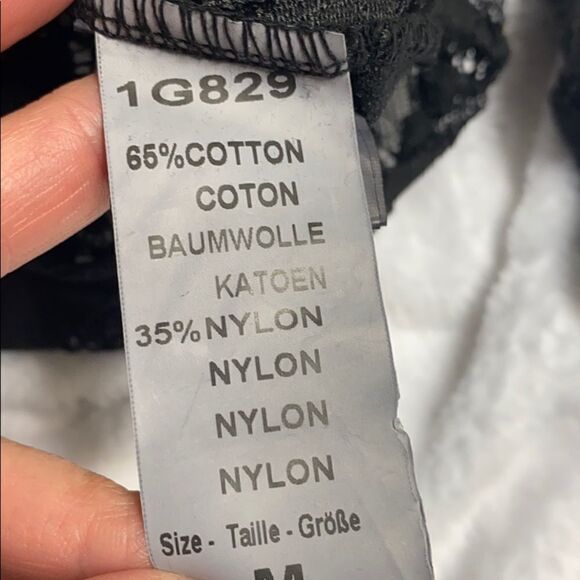 1G829
65%COTTON
COTON
BAUMWOLLE
KATOEN
35%NYLON
NYLON
NYLON
NYLON
Size - Taille - Größe
M